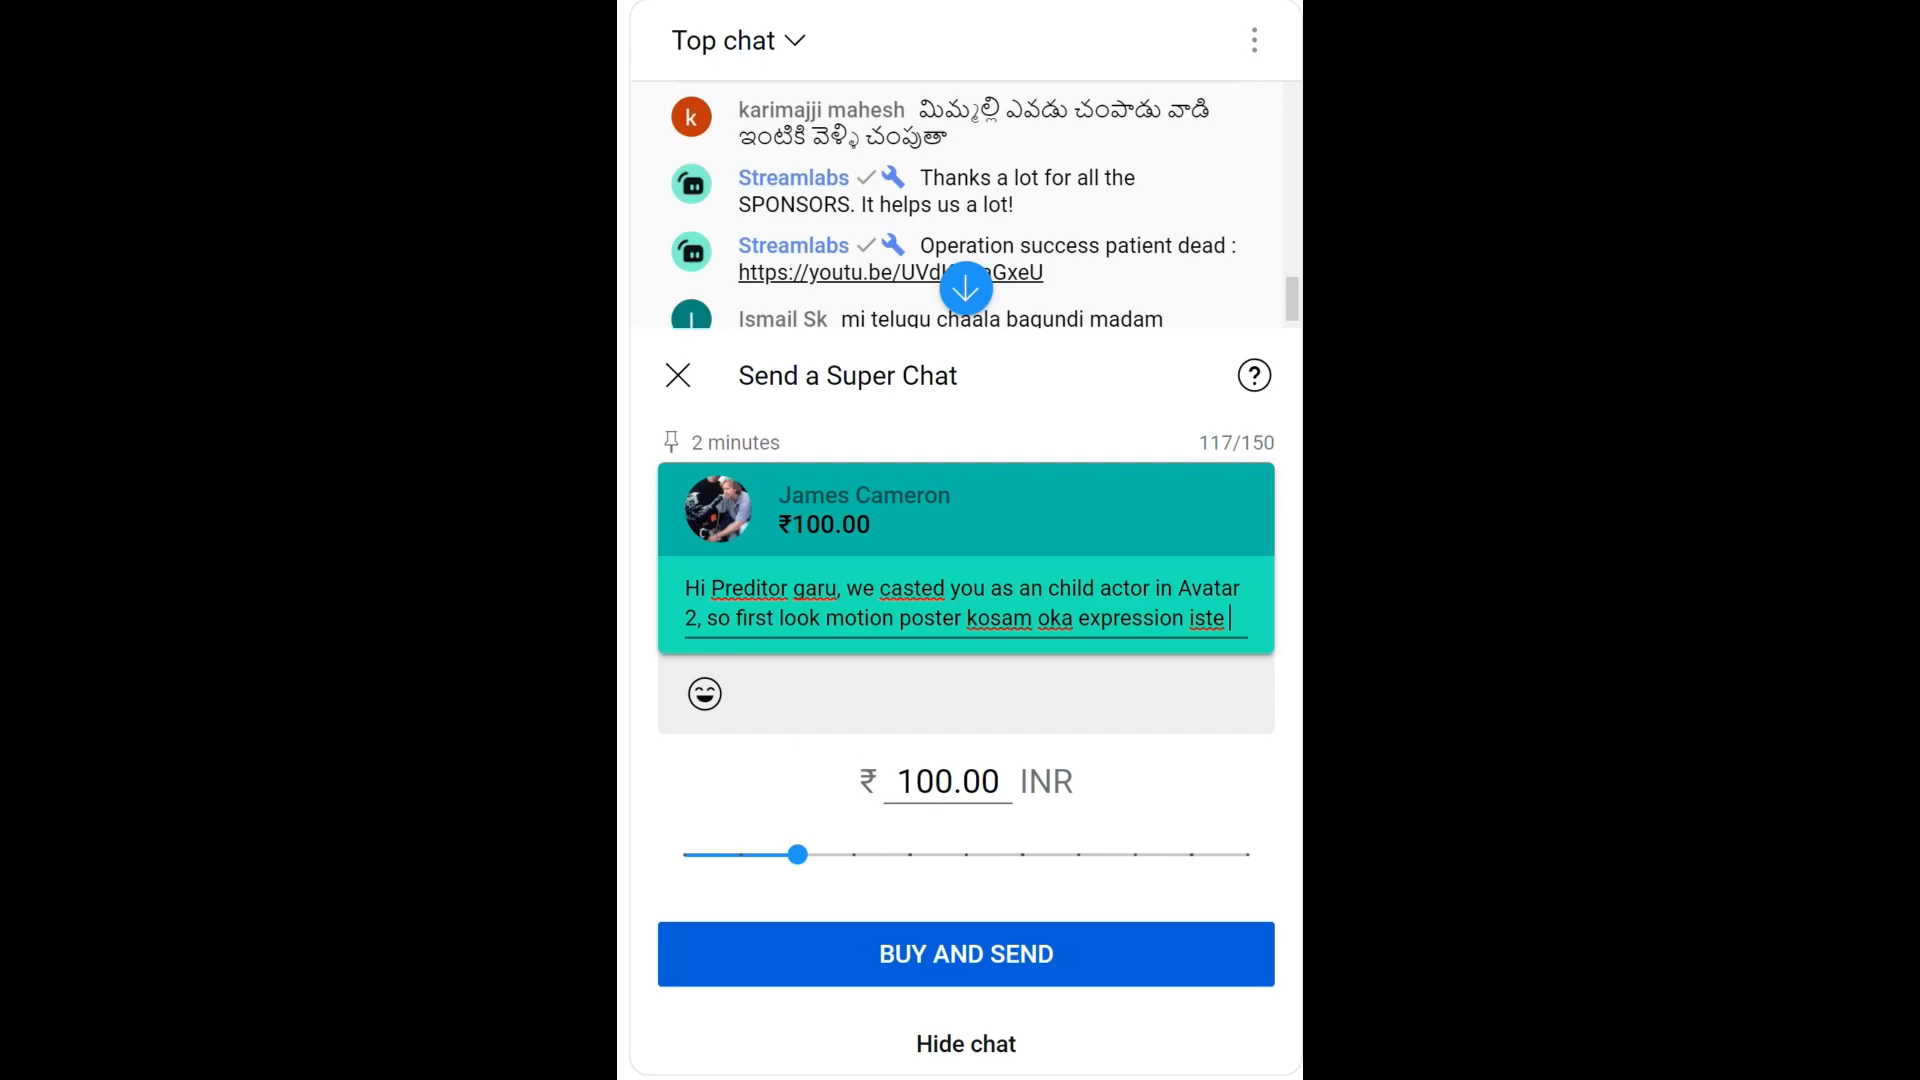 Top chat
k
karimajji mahesh మిమ్మల్లి ఎవడు చంపాడు వాడి
ఇంటికి వెళ్ళి చంపుతా
Streamlabs Thanks a lot for all the
SPONSORS. It helps us a lot!
Streamlabs Operation success patient dead :
Ismail Sk mi telugu chaala bagundi madam
Send a Super Chat
2 minutes
117/150
James Cameron
₹100.00
Hi Preditor garu, we casted you as an child actor in Avatar
2, so first look motion poster kosam oka expression iste
₹ 100.00 INR
BUY AND SEND
Hide chat